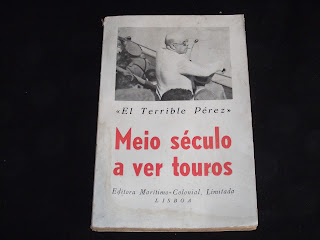 «El Terrible Pérez»
Meio século
a ver touros
Editora Marítimo-Colonial, Limitada
LISBOA